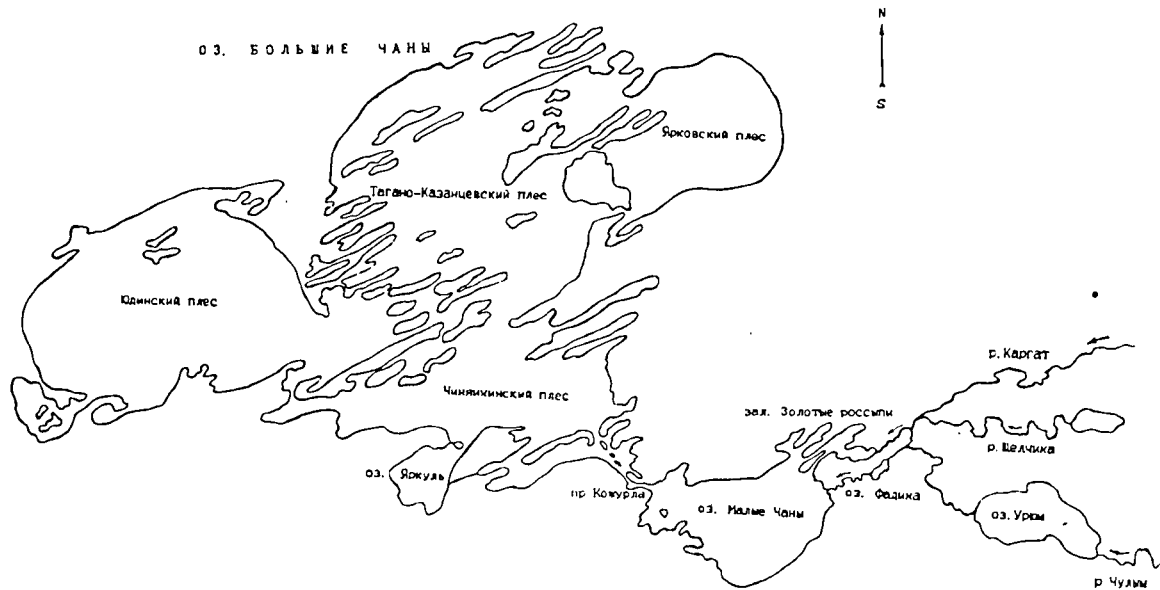 N
ОЗ. БОЛЬШИЕ ЧАНЫ
S
Ярковский плес
Тагано-Казанцевский плес
Юдинский плес
р. Каргат
Чиняихинский плес
зал. Золотые россыпи
р. Щелчиха
оз. Яркуль
пр. Кожурла
оз. Малые Чаны
оз. Фадиха
оз. Урюм
р Чулым